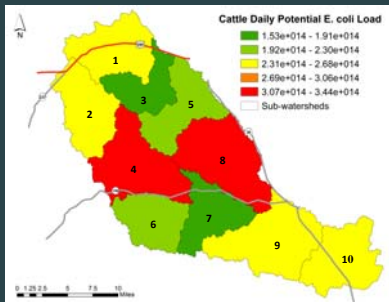 N
Cattle Daily Potential E. coli Load
1.53e+014 - 1.91e+014
1.92e+014 - 2.30e+014
2.31e+014 - 2.68e+014
2.69e+014 - 3.06e+014
3.07e+014 - 3.44e+014
Sub-watersheds
1
2
3
5
4
8
6
7
9
10
0 1.25 2.5 5 7.5 10
Miles